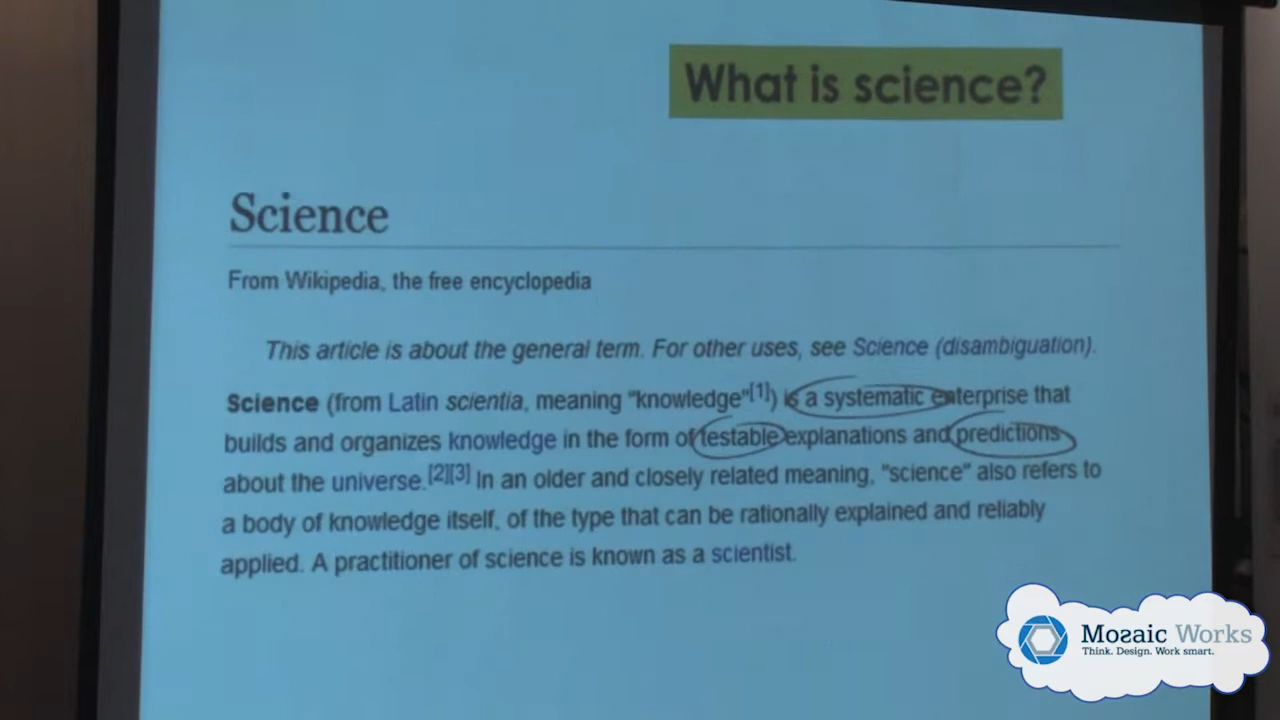 What is science?
Science
From Wikipedia, the free encyclopedia
This article is about the general term. For other uses, see Science (disambiguation).
Science (from Latin scientia, meaning "knowledge"[1]) is a systematic enterprise that
builds and organizes knowledge in the form of testable explanations and predictions
about the universe.[2][3] In an older and closely related meaning, "science" also refers to
a body of knowledge itself, of the type that can be rationally explained and reliably
applied. A practitioner of science is known as a scientist.
Mozaic Works
Think. Design. Work smart.